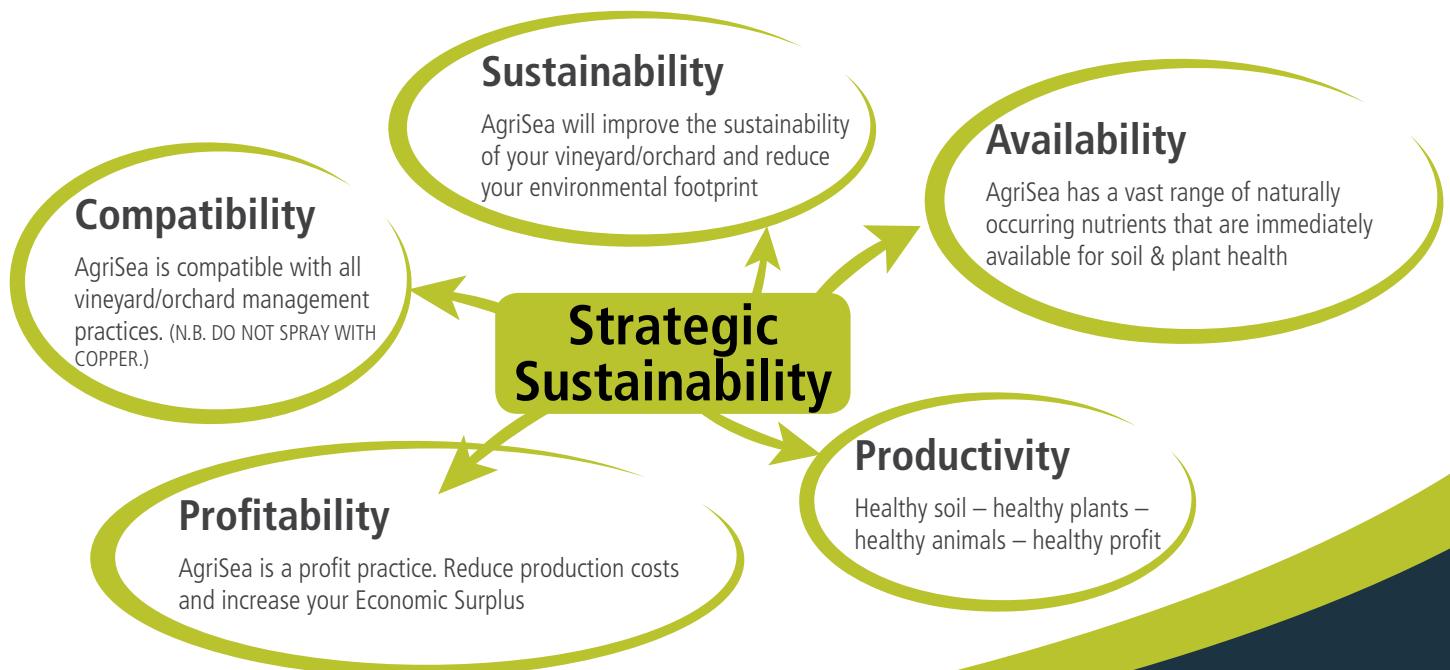 Sustainability
AgriSea will improve the sustainability
of your vineyard/orchard and reduce
your environmental footprint
Availability
AgriSea has a vast range of naturally
occurring nutrients that are immediately
available for soil & plant health
Compatibility
AgriSea is compatible with all
vineyard/orchard management
practices. (N.B. DO NOT SPRAY WITH
COPPER.)
Strategic
Sustainability
Productivity
Healthy soil – healthy plants –
healthy animals – healthy profit
Profitability
AgriSea is a profit practice. Reduce production costs
and increase your Economic Surplus